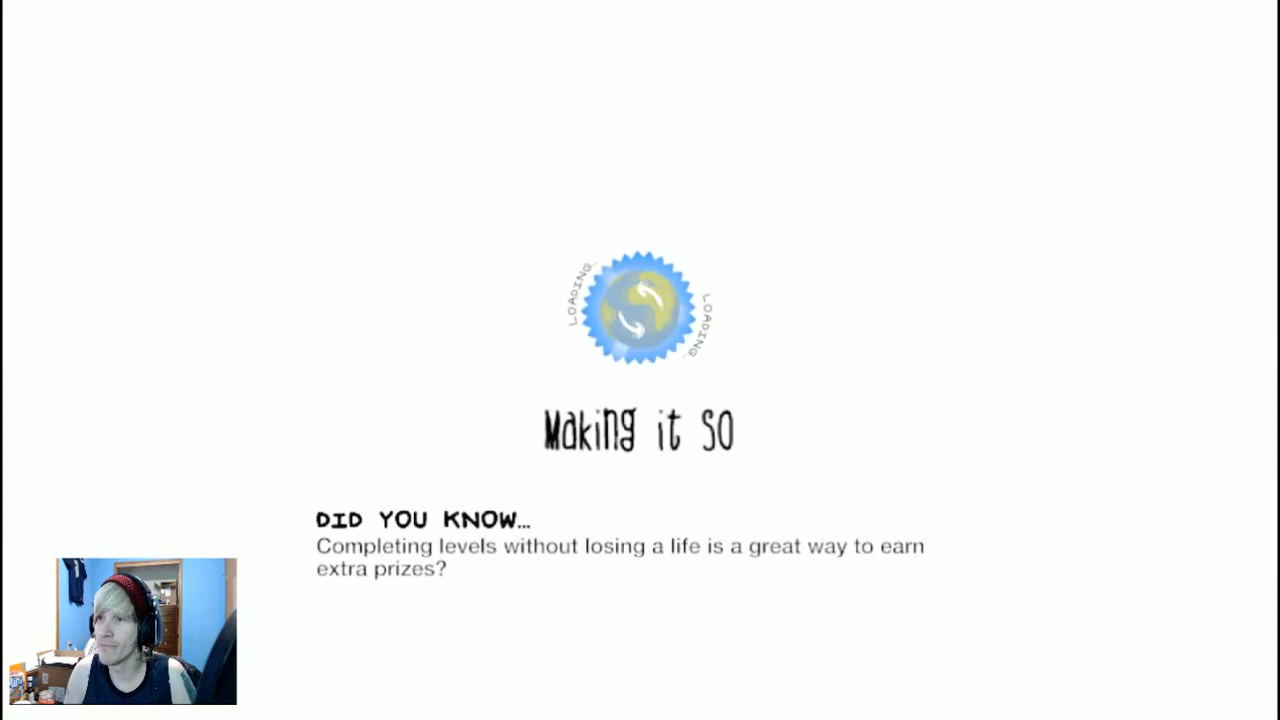 LOADING...
LOADING...
Making it so
DID YOU KNOW...
Completing levels without losing a life is a great way to earn
extra prizes?